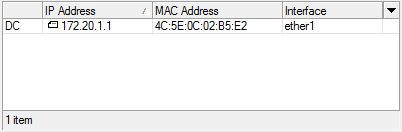 IP Address MAC Address Interface
DC 172.20.1.1 4C:5E:0C:02:B5:E2 ether1
1 item